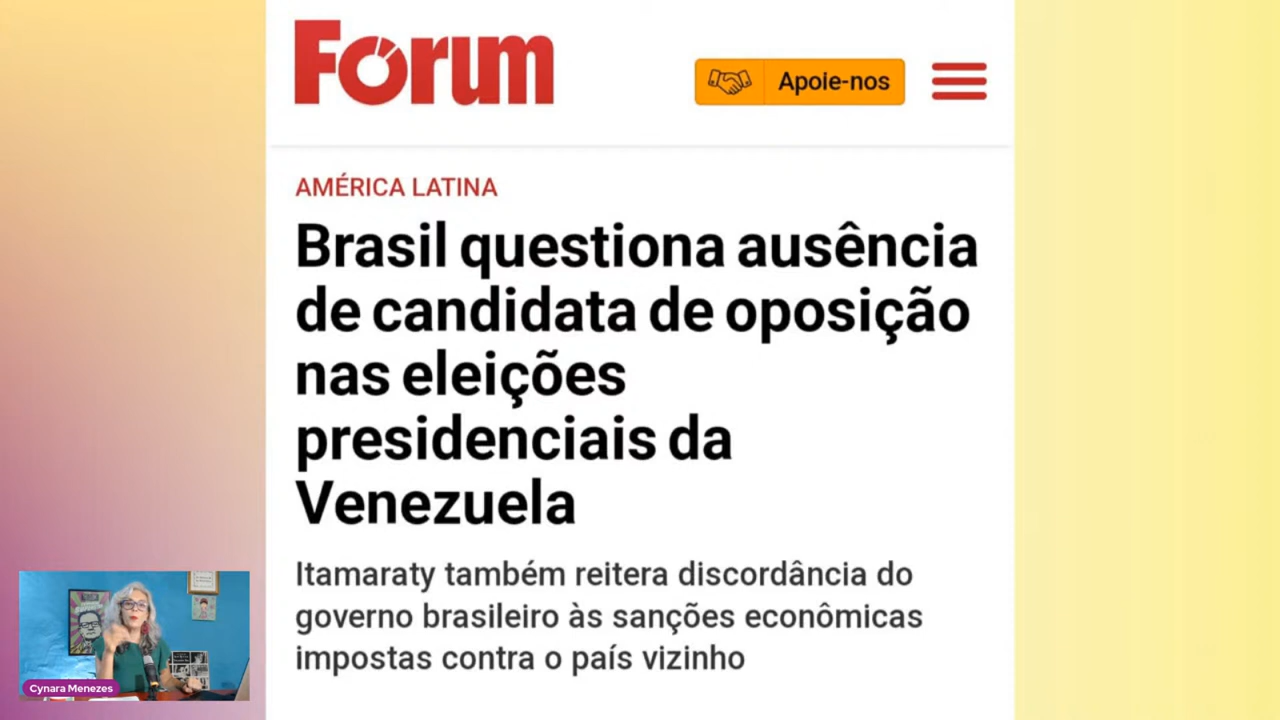 Fórum
Apoie-nos
AMÉRICA LATINA
Brasil questiona ausência
de candidata de oposição
nas eleições
presidenciais da
Venezuela
Itamaraty também reitera discordância do
governo brasileiro às sanções econômicas
impostas contra o país vizinho
Cynara Menezes